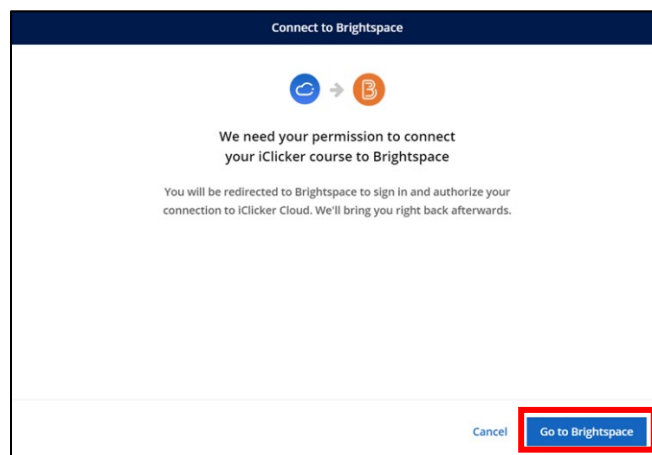 Connect to Brightspace
We need your permission to connect
your iClicker course to Brightspace
You will be redirected to Brightspace to sign in and authorize your
connection to iClicker Cloud. We'll bring you right back afterwards.
Cancel
Go to Brightspace